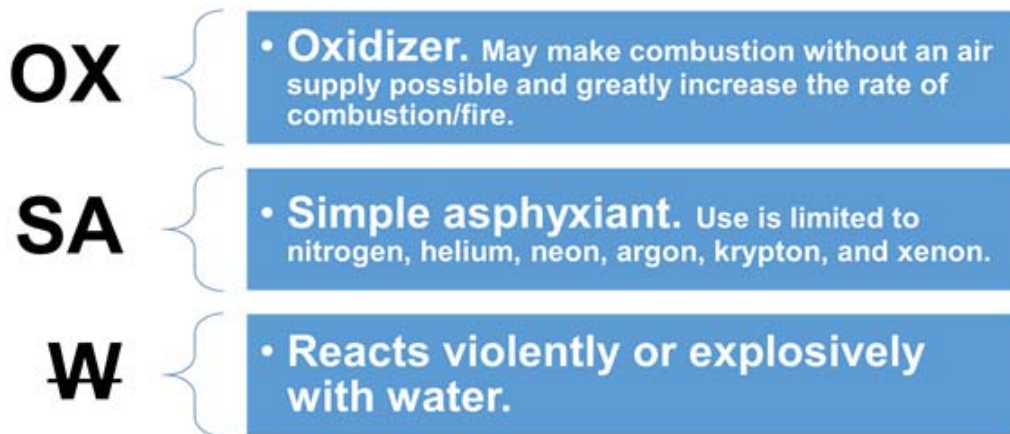 OX
• Oxidizer. May make combustion without an air
supply possible and greatly increase the rate of
combustion/fire.
SA
• Simple asphyxiant. Use is limited to
nitrogen, helium, neon, argon, krypton, and xenon.
W
• Reacts violently or explosively
with water.